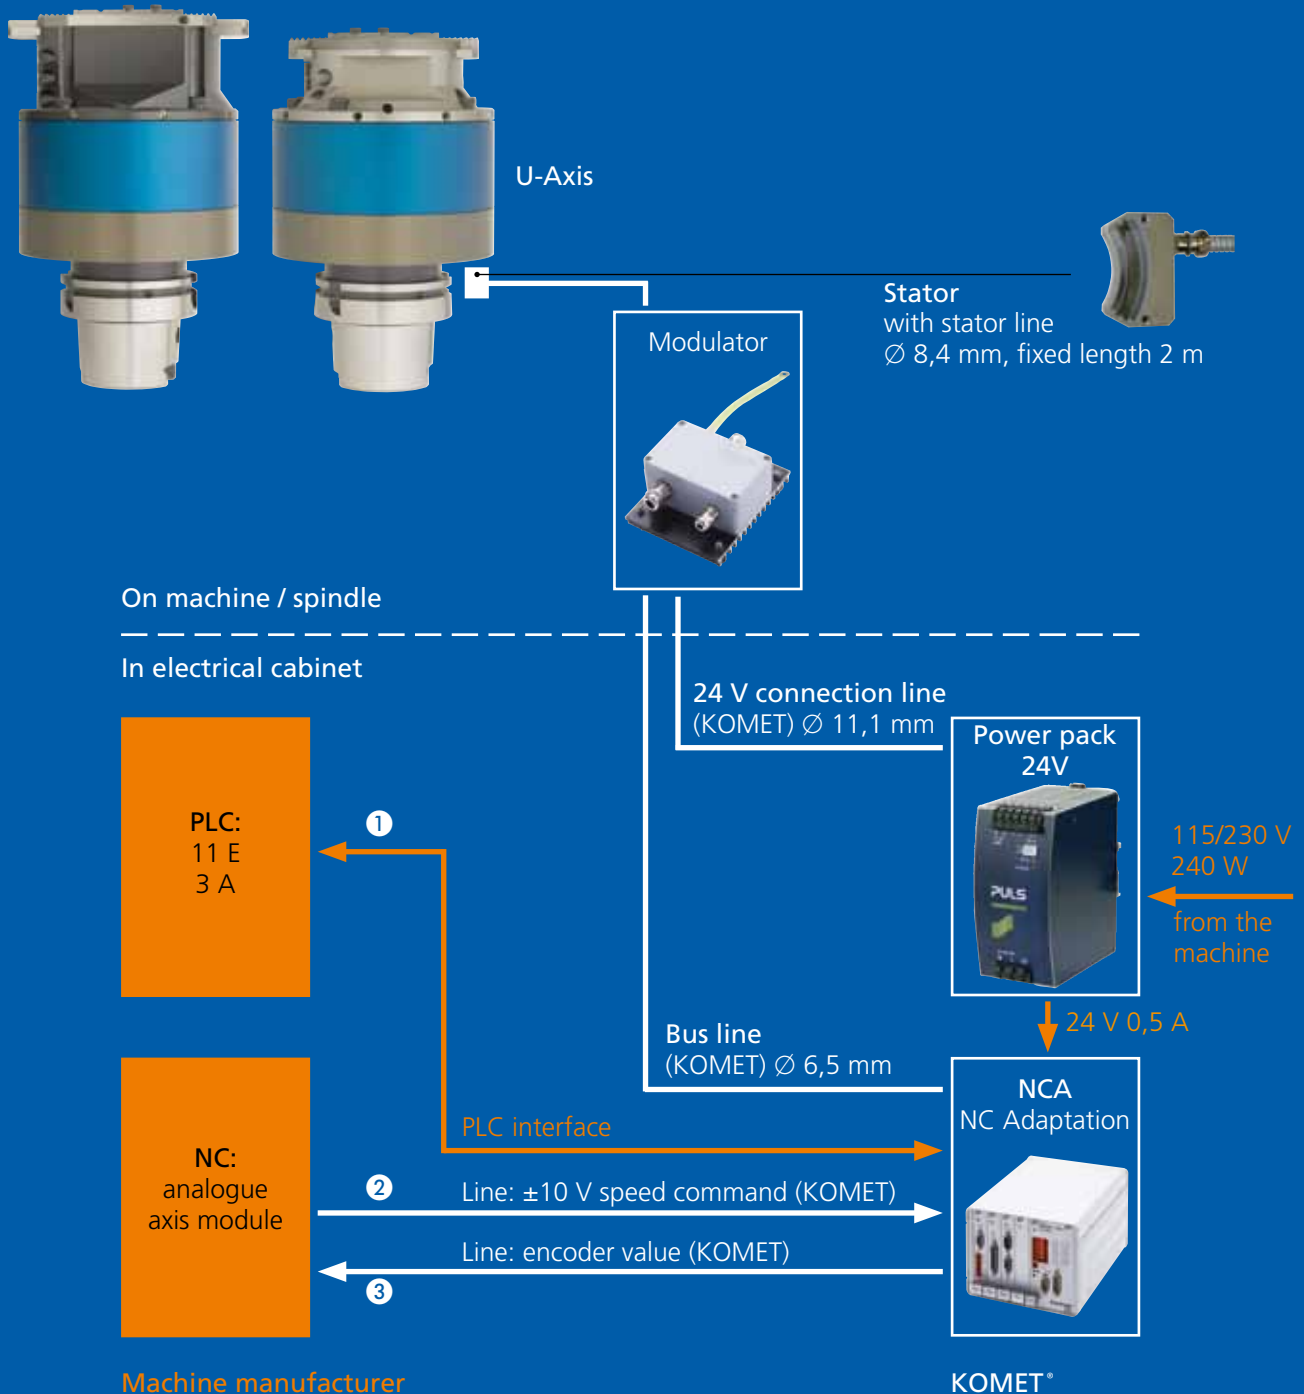 U-Axis
Stator
with stator line
∅ 8,4 mm, fixed length 2 m
Modulator
On machine / spindle
In electrical cabinet
24 V connection line
(KOMET) ∅ 11,1 mm
Power pack
24V
PULS
115/230 V
240 W
from the
machine
PLC:
11 E
3 A
1
24 V 0,5 A
Bus line
(KOMET) ∅ 6,5 mm
NCA
NC Adaptation
PLC interface
NC:
analogue
axis module
2
Line: ±10 V speed command (KOMET)
Line: encoder value (KOMET)
3
Machine manufacturer
KOMET®